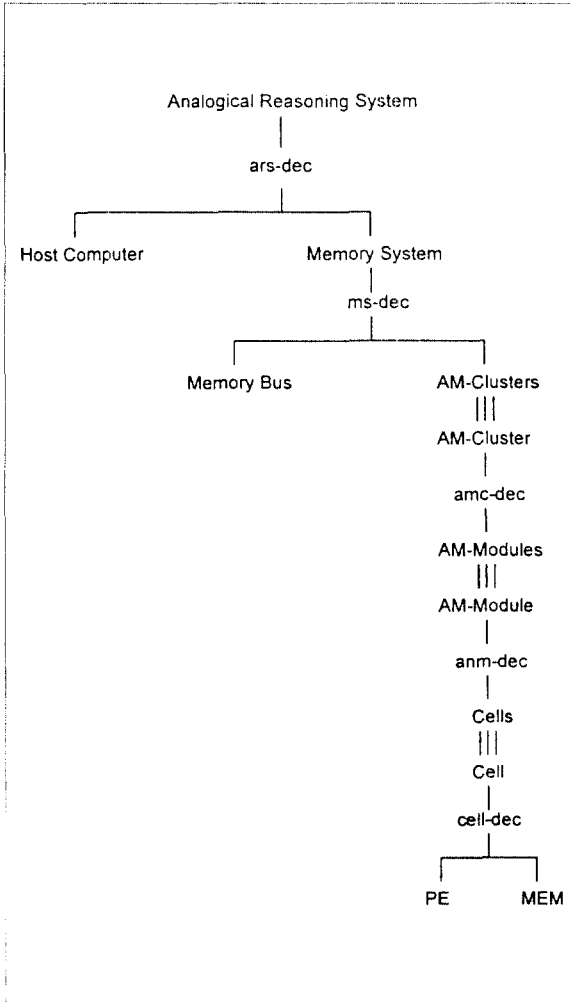 Analogical Reasoning System
ars-dec
Host Computer
Memory System
ms-dec
Memory Bus
AM-Clusters
AM-Cluster
amc-dec
AM-Modules
AM-Module
anm-dec
Cells
Cell
cell-dec
PE
MEM